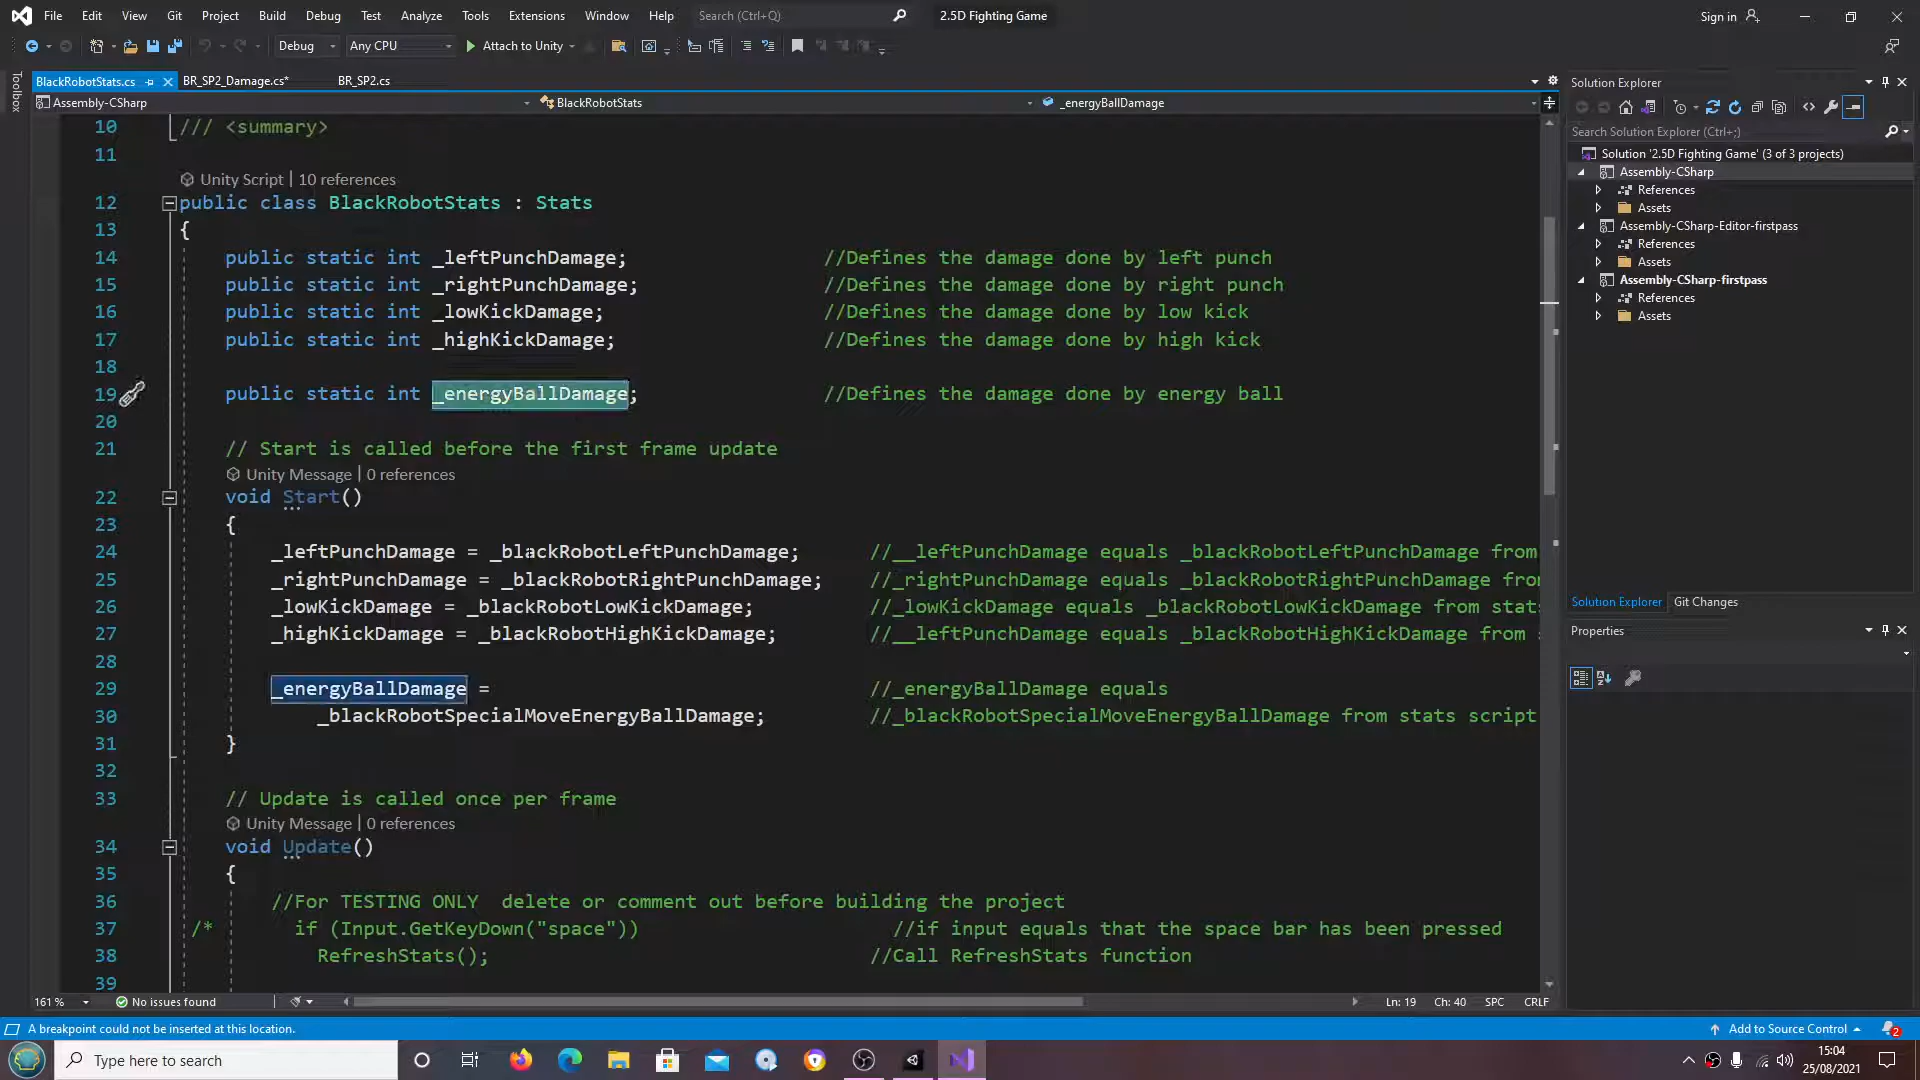 File Edit View Git Project Build Debug Test Analyze Tools Extensions Window Help Search (Ctrl+Q) 2.5D Fighting Game Sign in
Debug Any CPU Attach to Unity
Toolbox
BlackRobotStats.cs BR_SP2_Damage.cs* BR_SP2.cs
Assembly-CSharp BlackRobotStats _energyBallDamage
10 /// <summary>
11
Unity Script | 10 references
12 public class BlackRobotStats : Stats
13 {
14 public static int _leftPunchDamage; //Defines the damage done by left punch
15 public static int _rightPunchDamage; //Defines the damage done by right punch
16 public static int _lowKickDamage; //Defines the damage done by low kick
17 public static int _highKickDamage; //Defines the damage done by high kick
18
19 public static int _energyBallDamage; //Defines the damage done by energy ball
20
21 // Start is called before the first frame update
Unity Message | 0 references
22 void Start()
23 {
24 _leftPunchDamage = _blackRobotLeftPunchDamage; //__leftPunchDamage equals _blackRobotLeftPunchDamage from
25 _rightPunchDamage = _blackRobotRightPunchDamage; //_rightPunchDamage equals _blackRobotRightPunchDamage from
26 _lowKickDamage = _blackRobotLowKickDamage; //_lowKickDamage equals _blackRobotLowKickDamage from stats
27 _highKickDamage = _blackRobotHighKickDamage; //__leftPunchDamage equals _blackRobotHighKickDamage from
28
29 _energyBallDamage = //_energyBallDamage equals
30 _blackRobotSpecialMoveEnergyBallDamage; //_blackRobotSpecialMoveEnergyBallDamage from stats script
31 }
32
33 // Update is called once per frame
Unity Message | 0 references
34 void Update()
35 {
36 //For TESTING ONLY delete or comment out before building the project
37 /* if (Input.GetKeyDown("space")) //if input equals that the space bar has been pressed
38 RefreshStats(); //Call RefreshStats function
39
161 % No issues found Ln: 19 Ch: 40 SPC CRLF
Solution Explorer
Search Solution Explorer (Ctrl+;)
Solution '2.5D Fighting Game' (3 of 3 projects)
Assembly-CSharp
References
Assets
Assembly-CSharp-Editor-firstpass
References
Assets
Assembly-CSharp-firstpass
References
Assets
Solution Explorer Git Changes
Properties
A breakpoint could not be inserted at this location. Add to Source Control 2
Type here to search
15:04
25/08/2021